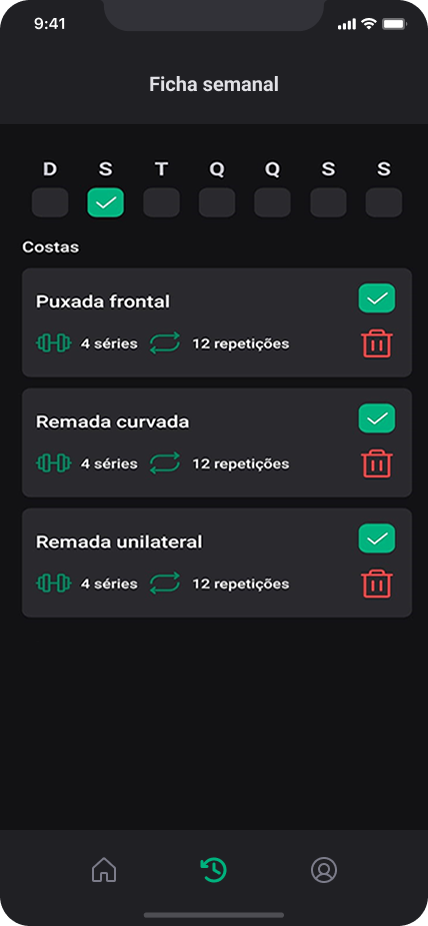 9:41
Ficha semanal
D S T Q Q S S
Costas
Puxada frontal
4 séries 12 repetições
Remada curvada
4 séries 12 repetições
Remada unilateral
4 séries 12 repetições